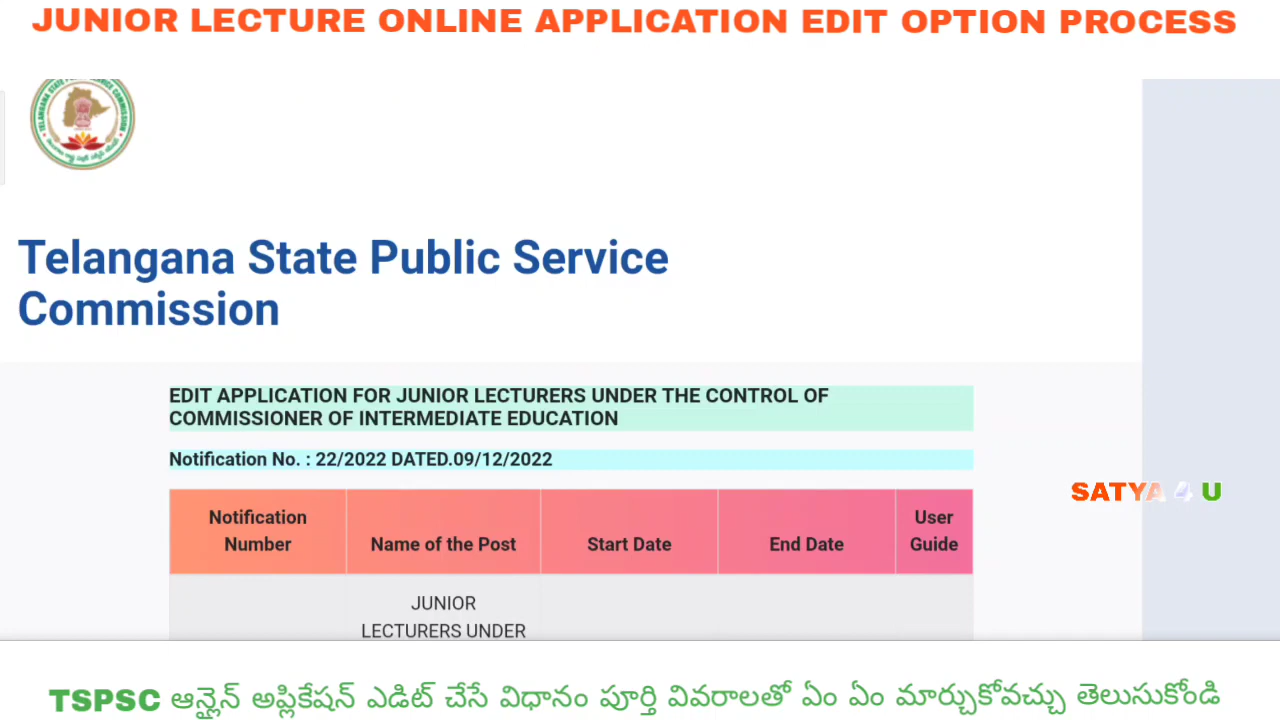 JUNIOR LECTURE ONLINE APPLICATION EDIT OPTION PROCESS
Telangana State Public Service
Commission
EDIT APPLICATION FOR JUNIOR LECTURERS UNDER THE CONTROL OF
COMMISSIONER OF INTERMEDIATE EDUCATION
Notification No. : 22/2022 DATED.09/12/2022
Notification Number
Name of the Post
Start Date
End Date
User Guide
JUNIOR
LECTURERS UNDER
SATYA 4 U
TSPSC ఆన్లైన్ అప్లికేషన్ ఎడిట్ చేసే విధానం పూర్తి వివరాలతో ఏం ఏం మార్చుకోవచ్చు తెలుసుకోండి